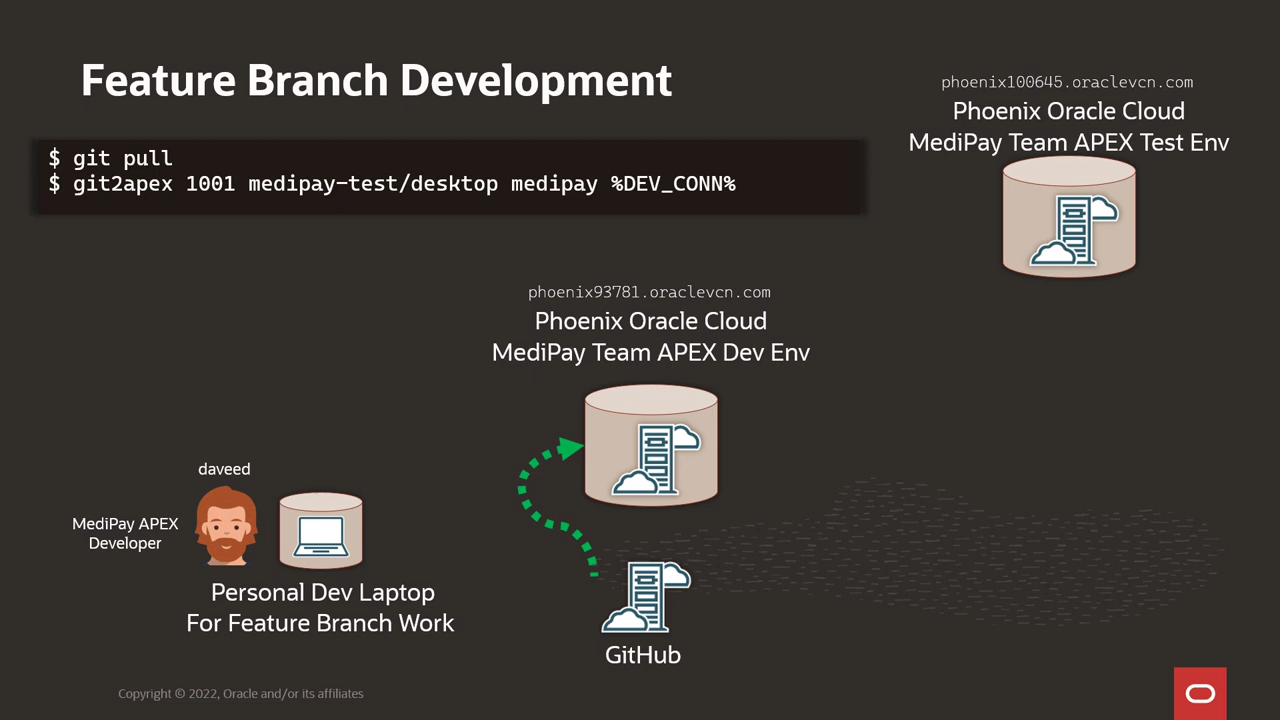 Feature Branch Development
$ git pull
$ git2apex 1001 medipay-test/desktop medipay %DEV_CONN%
phoenix100645.oraclevcn.com
Phoenix Oracle Cloud
MediPay Team APEX Test Env
phoenix93781.oraclevcn.com
Phoenix Oracle Cloud
MediPay Team APEX Dev Env
daveed
MediPay APEX
Developer
Personal Dev Laptop
For Feature Branch Work
GitHub
Copyright © 2022, Oracle and/or its affiliates